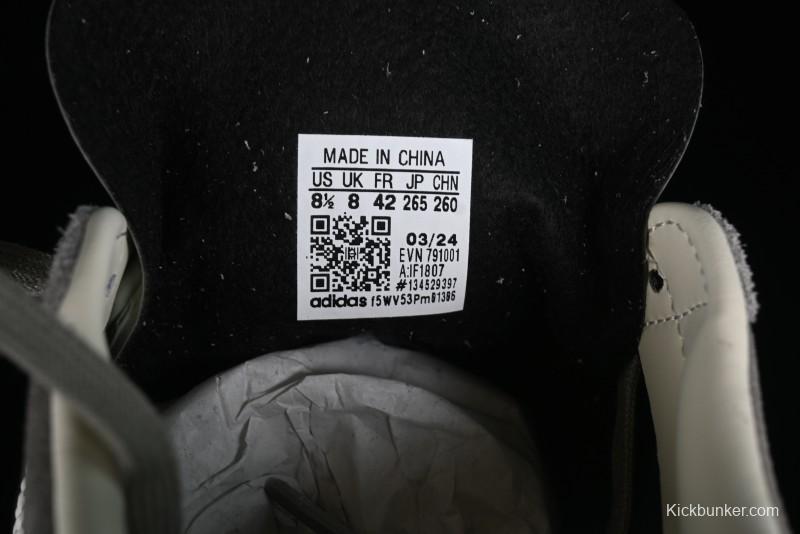 MADE IN CHINA
US UK FR JP CHN
8½ 8 42 265 260
03/24
EVN 791001
A:IF1807
#134529397
adidas f5WV53Pm81386
Kickbunker.com